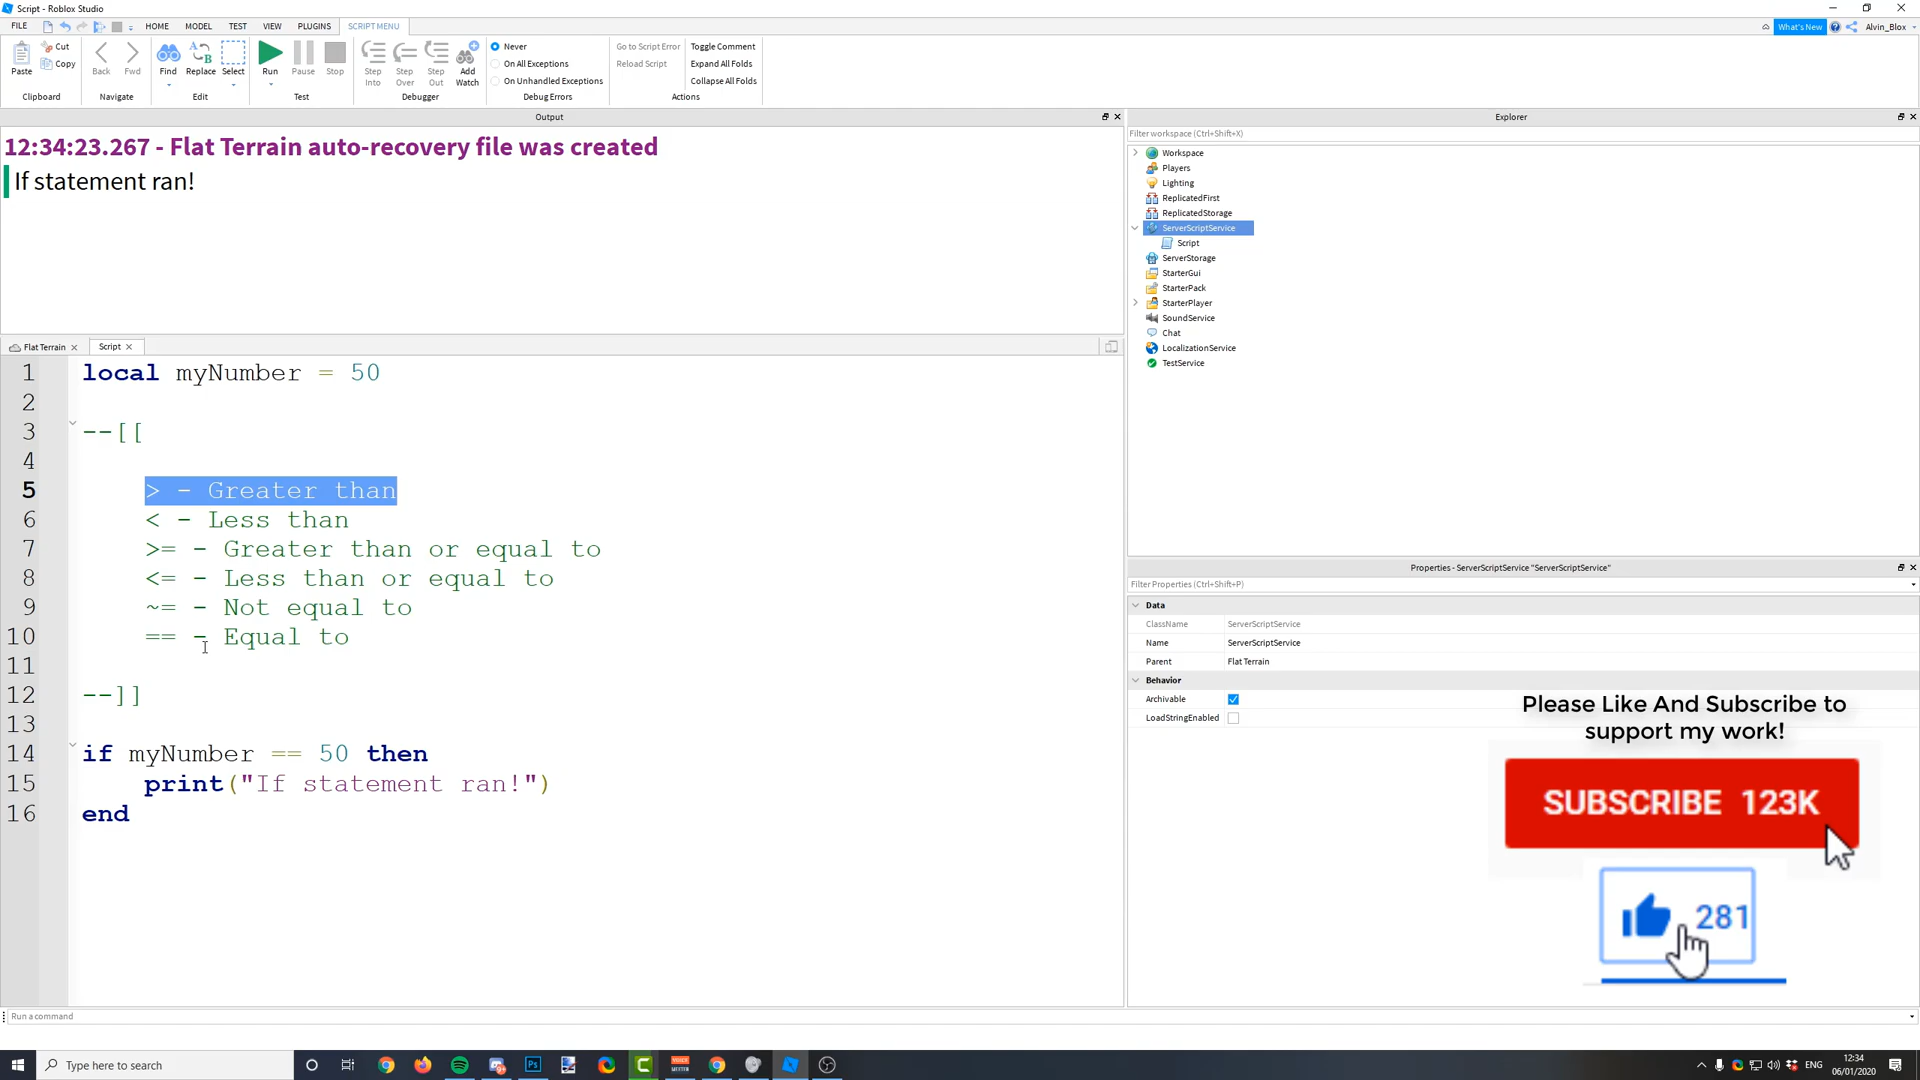 Script - Roblox Studio
FILE HOME MODEL TEST VIEW PLUGINS SCRIPT MENU What's New Alvin_Blox
Paste Cut Copy Back Fwd Find Replace Select Run Pause Stop Step Into Step Over Step Out Add Watch
Never
On All Exceptions
On Unhandled Exceptions
Go to Script Error
Reload Script
Toggle Comment
Expand All Folds
Collapse All Folds
Clipboard Navigate Edit Test Debugger Debug Errors Actions
Output
12:34:23.267 - Flat Terrain auto-recovery file was created
If statement ran!
Flat Terrain Script
1 local myNumber = 50
2
3 --[[
4
5 > - Greater than
6 < - Less than
7 >= - Greater than or equal to
8 <= - Less than or equal to
9 ~= - Not equal to
10 == - Equal to
11
12 --]]
13
14 if myNumber == 50 then
15 print("If statement ran!")
16 end
Run a command
Explorer
Filter workspace (Ctrl+Shift+X)
Workspace
Players
Lighting
ReplicatedFirst
ReplicatedStorage
ServerScriptService
Script
ServerStorage
StarterGui
StarterPack
StarterPlayer
SoundService
Chat
LocalizationService
TestService
Properties - ServerScriptService "ServerScriptService"
Filter Properties (Ctrl+Shift+P)
Data
ClassName ServerScriptService
Name ServerScriptService
Parent Flat Terrain
Behavior
Archivable
LoadStringEnabled
Please Like And Subscribe to
support my work!
SUBSCRIBE 123K
281
Type here to search
ENG
12:34
06/01/2020